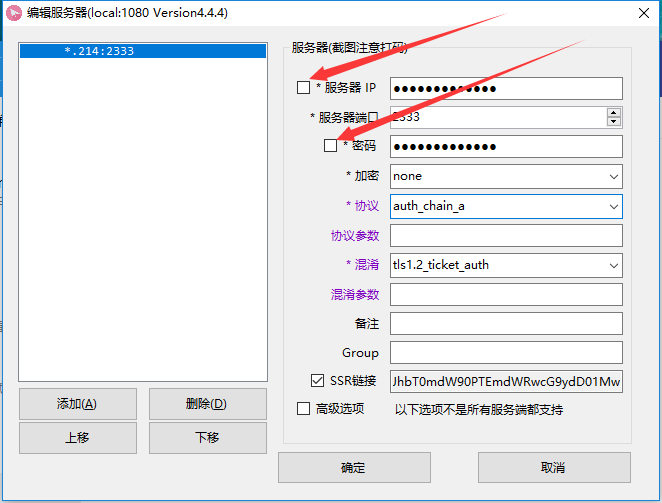 编辑服务器(local:1080 Version4.4.4)
*.214:2333
服务器(截图注意打码)
* 服务器 IP ●●●●●●●●●●●●●
* 服务器端口 2333
* 密码 ●●●●●●●●●●●●●
* 加密 none
* 协议 auth_chain_a
协议参数
* 混淆 tls1.2_ticket_auth
混淆参数
备注
Group
SSR链接 JhbT0mdW90PTEmdWRwcG9ydD01Mw
高级选项 以下选项不是所有服务端都支持
添加(A) 删除(D)
上移 下移
确定 取消